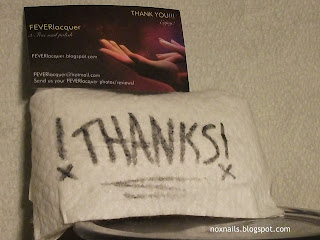 THANK YOU!!!
Enjoy!
FEVERlacquer
FEVERlacquer.blogspot.com
FEVERlacquer@hotmail.com
Send us your FEVERlacquer photos/reviews!
!THANKS!
x x
noxnails.blogspot.com